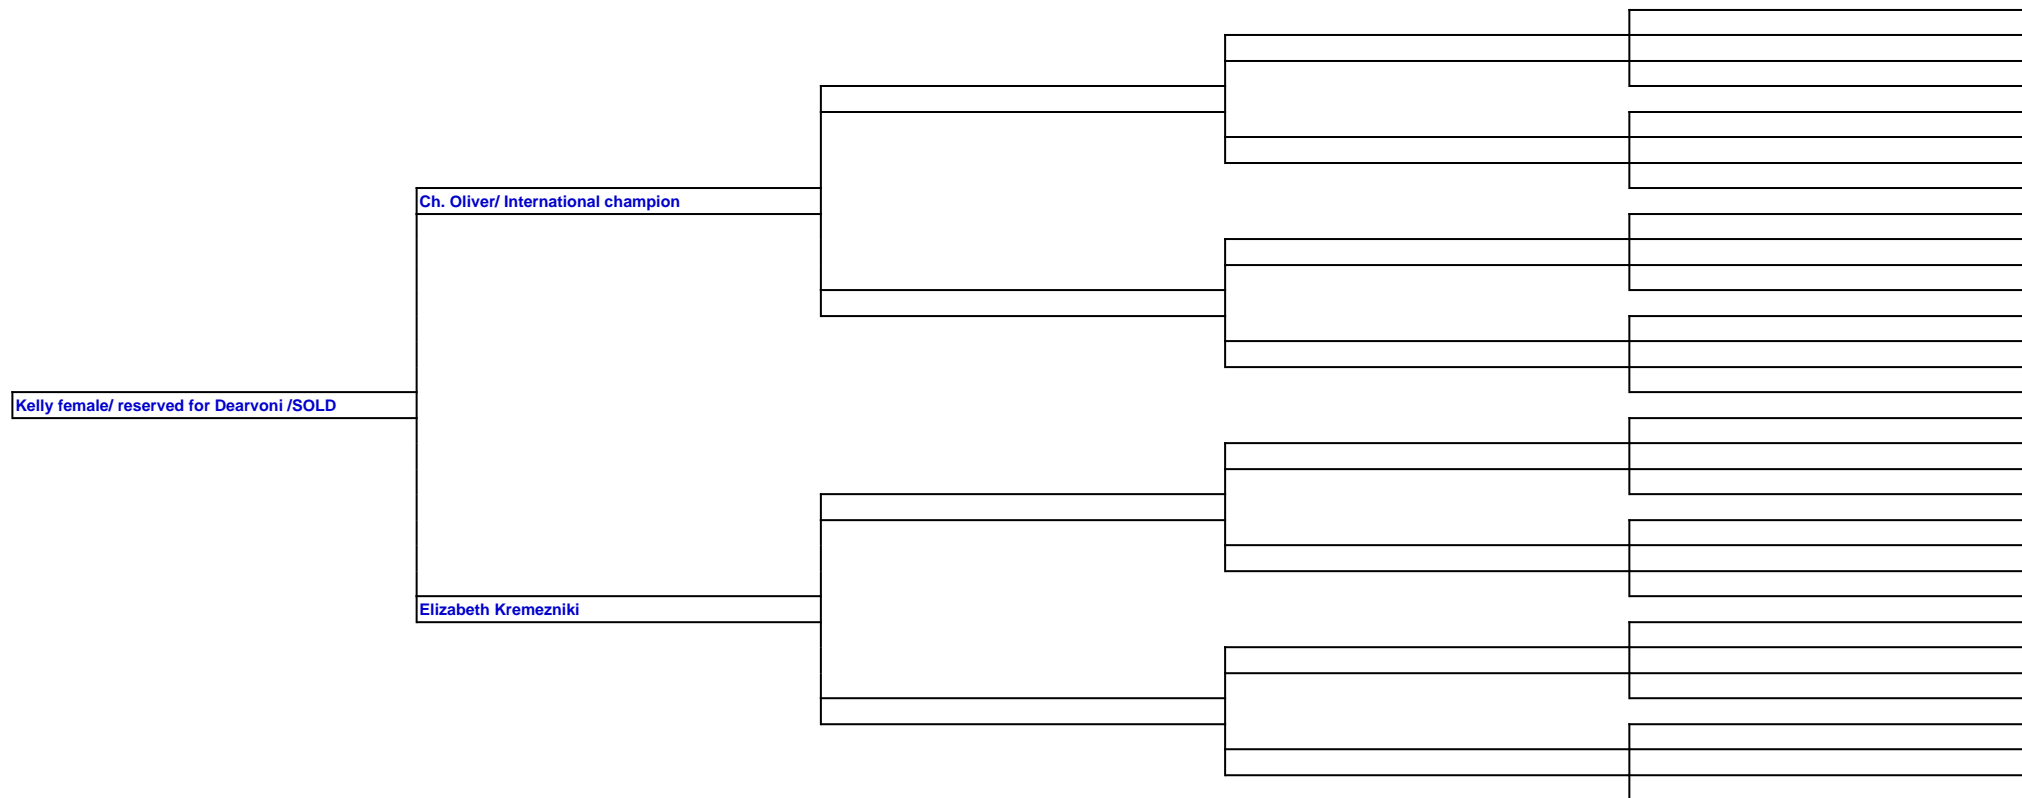 Ch. Oliver/ International champion
Kelly female/ reserved for Dearvoni /SOLD
Elizabeth Kremezniki